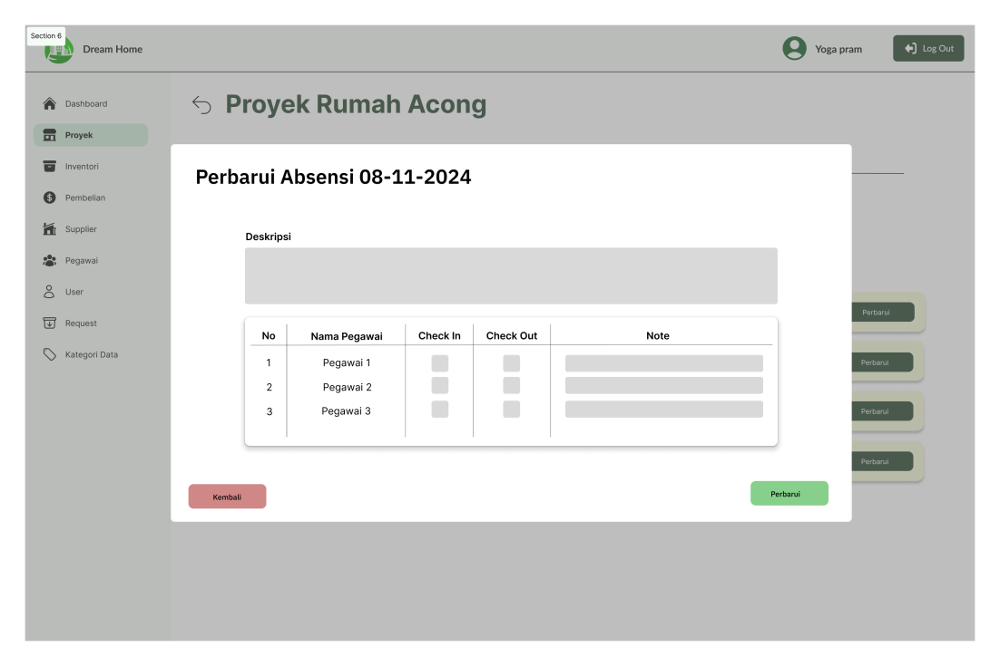 Section 6
Dream Home
Yoga pram
Log Out
Dashboard
Proyek
Inventori
Pembelian
Supplier
Pegawai
User
Request
Kategori Data
Proyek Rumah Acong
Perbarui Absensi 08-11-2024
Deskripsi
No Nama Pegawai Check In Check Out Note
1 Pegawai 1
2 Pegawai 2
3 Pegawai 3
Kembali
Perbarui
Perbarui
Perbarui
Perbarui
Perbarui